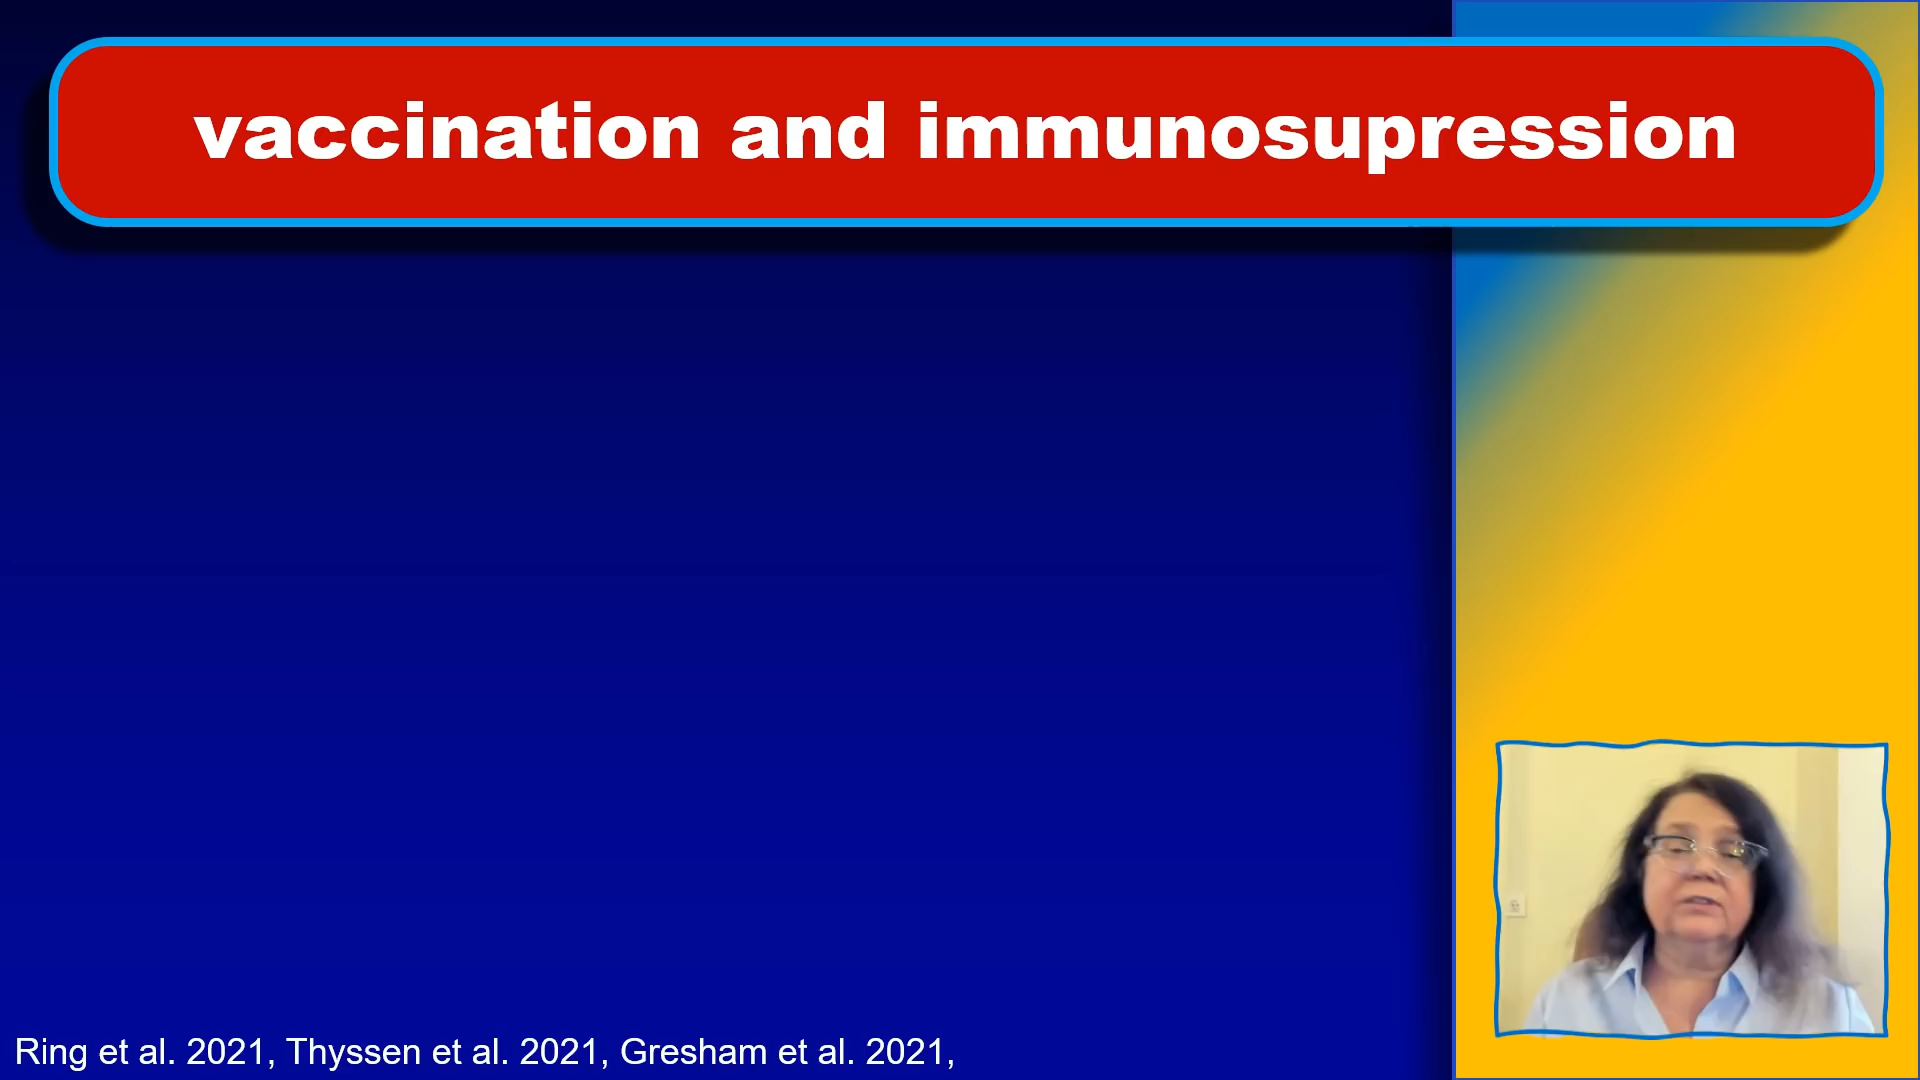 vaccination and immunosupression
Ring et al. 2021, Thyssen et al. 2021, Gresham et al. 2021,